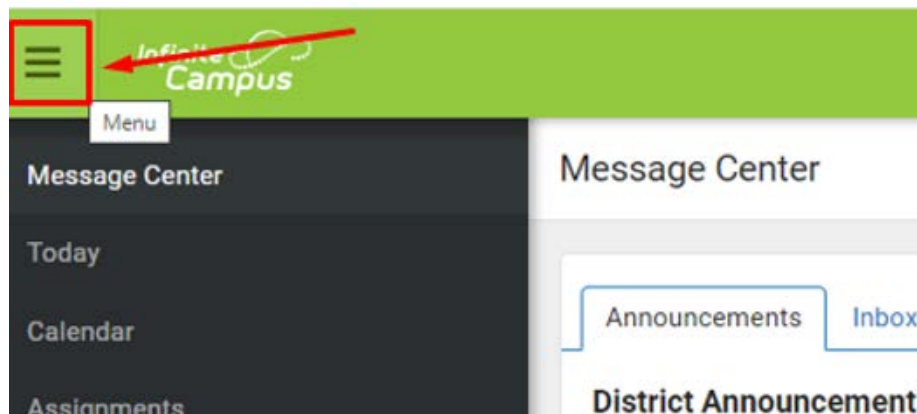 Infinite
Campus
Menu
Message Center
Today
Calendar
Assignments
Message Center
Announcements Inbox
District Announcement